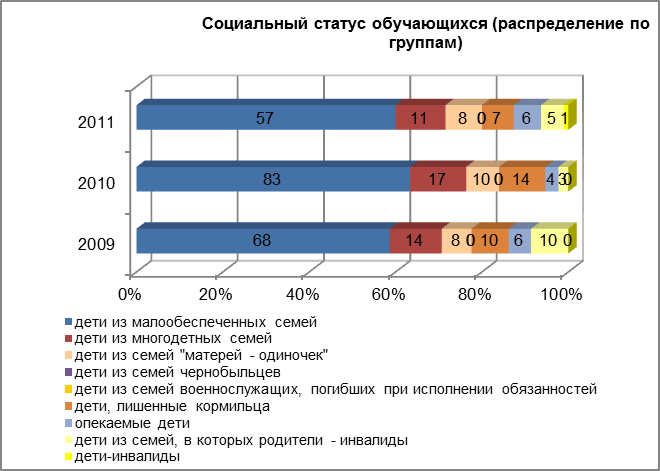 Социальный статус обучающихся (распределение по
группам)
2011 57 11 8 0 7 6 5 1
2010 83 17 10 0 14 4 3 0
2009 68 14 8 0 10 6 10 0
0% 20% 40% 60% 80% 100%
дети из малообеспеченных семей
дети из многодетных семей
дети из семей "матерей - одиночек"
дети из семей чернобыльцев
дети из семей военнослужащих, погибших при исполнении обязанностей
дети, лишенные кормильца
опекаемые дети
дети из семей, в которых родители - инвалиды
дети-инвалиды